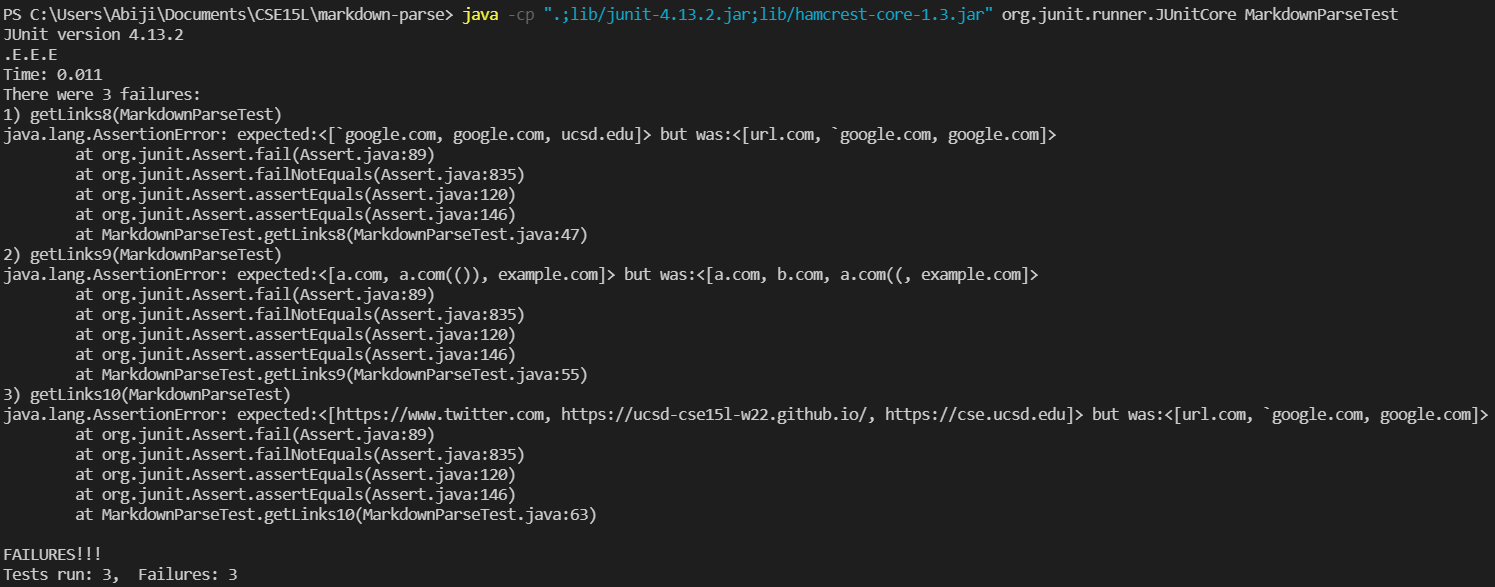 PS C:\Users\Abiji\Documents\CSE15L\markdown-parse> java -cp ".;lib/junit-4.13.2.jar;lib/hamcrest-core-1.3.jar" org.junit.runner.JUnitCore MarkdownParseTest
JUnit version 4.13.2
.E.E.E
Time: 0.011
There were 3 failures:
1) getLinks8(MarkdownParseTest)
java.lang.AssertionError: expected:<[`google.com, google.com, ucsd.edu]> but was:<[url.com, `google.com, google.com]>
        at org.junit.Assert.fail(Assert.java:89)
        at org.junit.Assert.failNotEquals(Assert.java:835)
        at org.junit.Assert.assertEquals(Assert.java:120)
        at org.junit.Assert.assertEquals(Assert.java:146)
        at MarkdownParseTest.getLinks8(MarkdownParseTest.java:47)
2) getLinks9(MarkdownParseTest)
java.lang.AssertionError: expected:<[a.com, a.com(()), example.com]> but was:<[a.com, b.com, a.com((, example.com]>
        at org.junit.Assert.fail(Assert.java:89)
        at org.junit.Assert.failNotEquals(Assert.java:835)
        at org.junit.Assert.assertEquals(Assert.java:120)
        at org.junit.Assert.assertEquals(Assert.java:146)
        at MarkdownParseTest.getLinks9(MarkdownParseTest.java:55)
3) getLinks10(MarkdownParseTest)
java.lang.AssertionError: expected:<[https://www.twitter.com, https://ucsd-cse15l-w22.github.io/, https://cse.ucsd.edu]> but was:<[url.com, `google.com, google.com]>
        at org.junit.Assert.fail(Assert.java:89)
        at org.junit.Assert.failNotEquals(Assert.java:835)
        at org.junit.Assert.assertEquals(Assert.java:120)
        at org.junit.Assert.assertEquals(Assert.java:146)
        at MarkdownParseTest.getLinks10(MarkdownParseTest.java:63)

FAILURES!!!
Tests run: 3,  Failures: 3